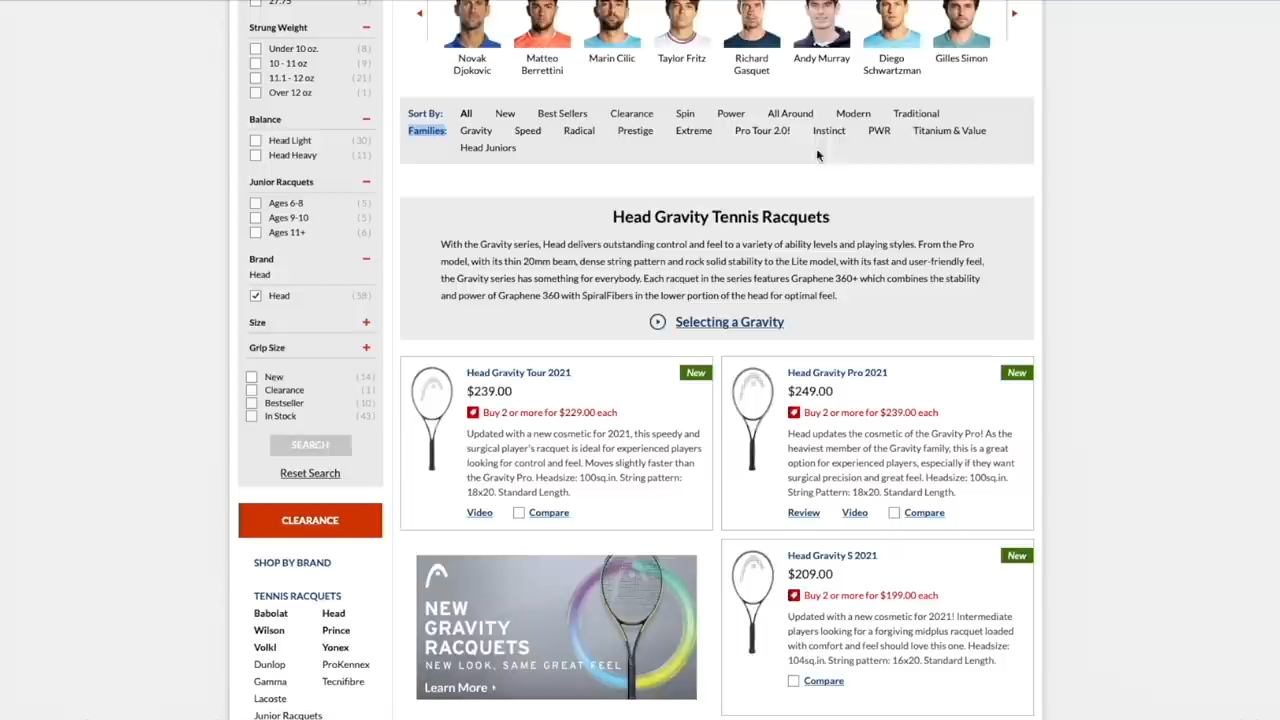 27.75 (3)
Strung Weight
Under 10 oz. (8)
10 - 11 oz (9)
11.1 - 12 oz (21)
Over 12 oz (1)
Balance
Head Light (30)
Head Heavy (11)
Junior Racquets
Ages 6-8 (5)
Ages 9-10 (5)
Ages 11+ (6)
Brand
Head
Head (58)
Size
Grip Size
New (14)
Clearance (1)
Bestseller (10)
In Stock (43)
SEARCH
Reset Search
CLEARANCE
SHOP BY BRAND
TENNIS RACQUETS
Babolat Head
Wilson Prince
Volkl Yonex
Dunlop ProKennex
Gamma Tecnifibre
Lacoste
Junior Racquets
Novak Djokovic
Matteo Berrettini
Marin Cilic
Taylor Fritz
Richard Gasquet
Andy Murray
Diego Schwartzman
Gilles Simon
Sort By: All New Best Sellers Clearance Spin Power All Around Modern Traditional
Families: Gravity Speed Radical Prestige Extreme Pro Tour 2.0! Instinct PWR Titanium & Value
Head Juniors
Head Gravity Tennis Racquets
With the Gravity series, Head delivers outstanding control and feel to a variety of ability levels and playing styles. From the Pro
model, with its thin 20mm beam, dense string pattern and rock solid stability to the Lite model, with its fast and user-friendly feel,
the Gravity series has something for everybody. Each racquet in the series features Graphene 360+ which combines the stability
and power of Graphene 360 with SpiralFibers in the lower portion of the head for optimal feel.
Selecting a Gravity
Head Gravity Tour 2021 New
$239.00
Buy 2 or more for $229.00 each
Updated with a new cosmetic for 2021, this speedy and
surgical player's racquet is ideal for experienced players
looking for control and feel. Moves slightly faster than
the Gravity Pro. Headsize: 100sq.in. String pattern:
18x20. Standard Length.
Video Compare
Head Gravity Pro 2021 New
$249.00
Buy 2 or more for $239.00 each
Head updates the cosmetic of the Gravity Pro! As the
heaviest member of the Gravity family, this is a great
option for experienced players, especially if they want
surgical precision and great feel. Headsize: 100sq.in.
String Pattern: 18x20. Standard Length.
Review Video Compare
NEW
GRAVITY
RACQUETS
NEW LOOK, SAME GREAT FEEL
Learn More
Head Gravity S 2021 New
$209.00
Buy 2 or more for $199.00 each
Updated with a new cosmetic for 2021! Intermediate
players looking for a forgiving midplus racquet loaded
with comfort and feel should love this one. Headsize:
104sq.in. String pattern: 16x20. Standard Length.
Compare